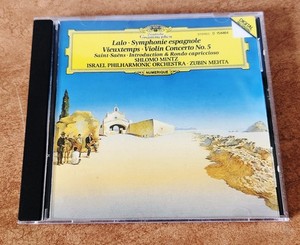 Lalo · Symphonie espagnole
Vieuxtemps · Violin Concerto No. 5
Saint-Saëns · Introduction & Rondo capriccioso
SHLOMO MINTZ
ISRAEL PHILHARMONIC ORCHESTRA · ZUBIN MEHTA
NUMERIQUE